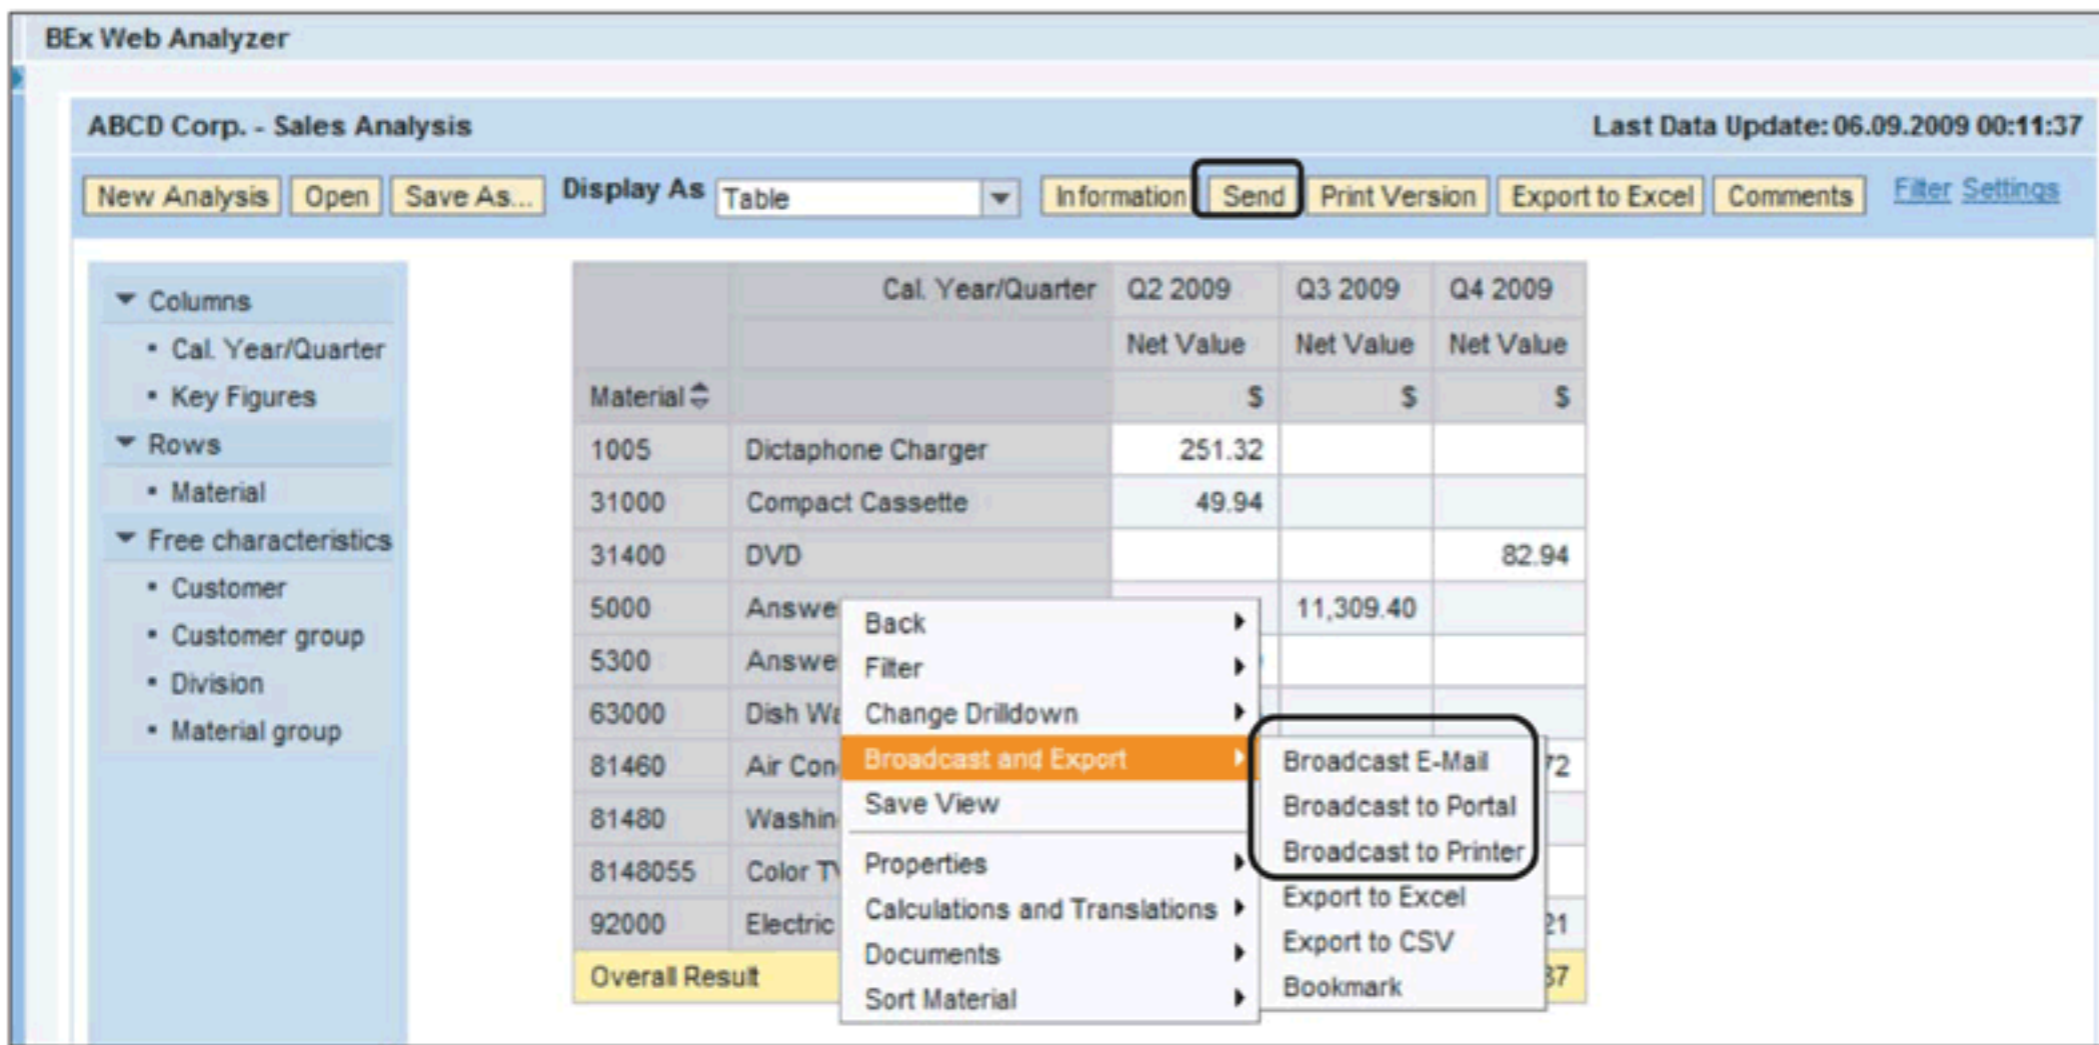 BEx Web Analyzer
ABCD Corp. - Sales Analysis Last Data Update: 06.09.2009 00:11:37
New Analysis Open Save As... Display As Table Information Send Print Version Export to Excel Comments Filter Settings
Columns
Cal. Year/Quarter
Key Figures
Rows
Material
Free characteristics
Customer
Customer group
Division
Material group
Cal. Year/Quarter Q2 2009 Q3 2009 Q4 2009
Net Value Net Value Net Value
Material $ $ $
1005 Dictaphone Charger 251.32
31000 Compact Cassette 49.94
31400 DVD 82.94
5000 Answe 11,309.40
5300 Answe
63000 Dish Wa
81460 Air Con 72
81480 Washin
8148055 Color TV
92000 Electric 21
Overall Result 37
Back
Filter
Change Drilldown
Broadcast and Export
Save View
Properties
Calculations and Translations
Documents
Sort Material
Broadcast E-Mail
Broadcast to Portal
Broadcast to Printer
Export to Excel
Export to CSV
Bookmark